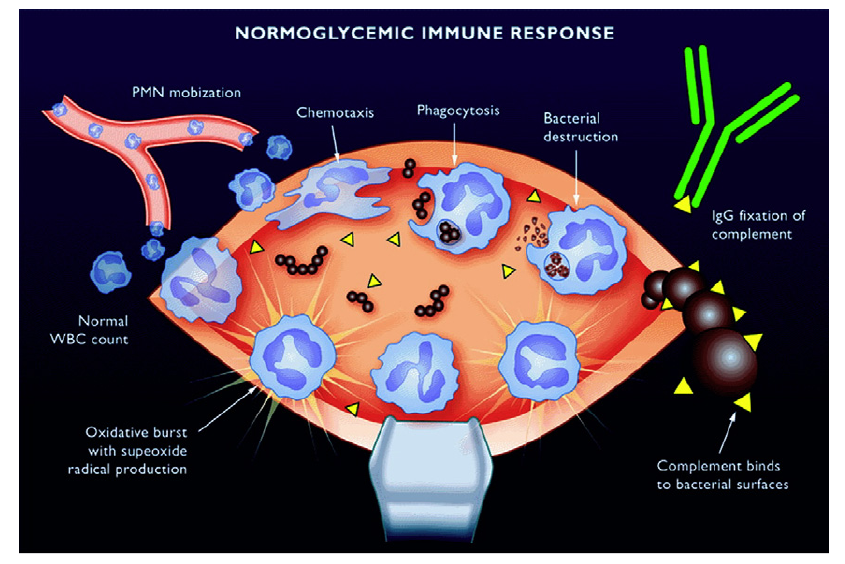 NORMOGLYCEMIC IMMUNE RESPONSE
PMN mobization
Chemotaxis
Phagocytosis
Bacterial
destruction
IgG fixation of
complement
Normal
WBC count
Oxidative burst
with supeoxide
radical production
Complement binds
to bacterial surfaces